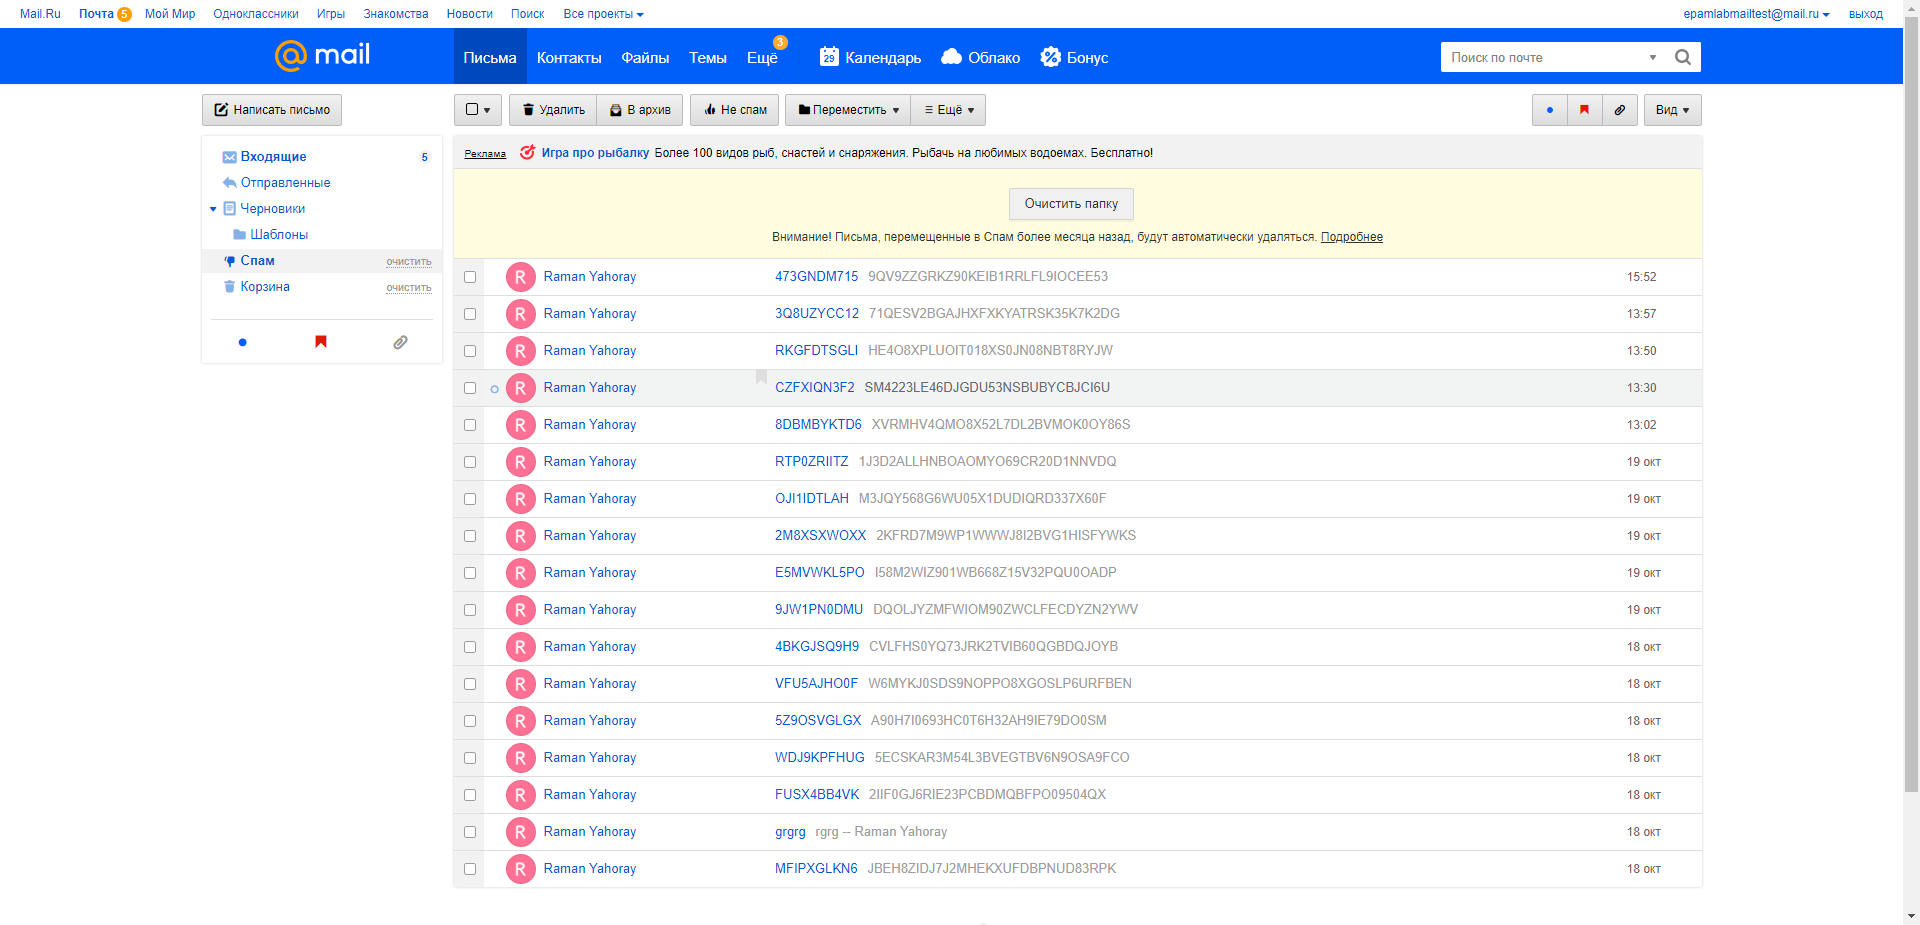 Mail.Ru Почта 5 Мой Мир Одноклассники Игры Знакомства Новости Поиск Все проекты epamlabmailtest@mail.ru выход
mail Письма Контакты Файлы Темы Ещё 3 29 Календарь Облако Бонус Поиск по почте
Написать письмо Удалить В архив Не спам Переместить Ещё Вид
Входящие 5
Отправленные
Черновики
Шаблоны
Спам очистить
Корзина очистить
Реклама Игра про рыбалку Более 100 видов рыб, снастей и снаряжения. Рыбачь на любимых водоемах. Бесплатно!
Очистить папку
Внимание! Письма, перемещенные в Спам более месяца назад, будут автоматически удаляться. Подробнее
R Raman Yahoray 473GNDM715 9QV9ZZGRKZ90KEIB1RRLFL9IOCEE53 15:52
R Raman Yahoray 3Q8UZYCC12 71QESV2BGAJHXFXKYATRSK35K7K2DG 13:57
R Raman Yahoray RKGFDTSGLI HE4O8XPLUOIT018XS0JN08NBT8RYJW 13:50
R Raman Yahoray CZFXIQN3F2 SM4223LE46DJGDU53NSBUBYCBJCI6U 13:30
R Raman Yahoray 8DBMBYKTD6 XVRMHV4QMO8X52L7DL2BVMOK0OY86S 13:02
R Raman Yahoray RTP0ZRIITZ 1J3D2ALLHNBOAOMYO69CR20D1NNVDQ 19 окт
R Raman Yahoray OJI1IDTLAH M3JQY568G6WU05X1DUDIQRD337X60F 19 окт
R Raman Yahoray 2M8XSXWOXX 2KFRD7M9WP1WWWJ8I2BVG1HISFYWKS 19 окт
R Raman Yahoray E5MVWKL5PO I58M2WIZ901WB668Z15V32PQU0OADP 19 окт
R Raman Yahoray 9JW1PN0DMU DQOLJYZMFWIOM90ZWCLFECDYZN2YWV 19 окт
R Raman Yahoray 4BKGJSQ9H9 CVLFHS0YQ73JRK2TVIB60QGBDQJOYB 18 окт
R Raman Yahoray VFU5AJHO0F W6MYKJ0SDS9NOPPO8XGOSLP6URFBEN 18 окт
R Raman Yahoray 5Z9OSVGLGX A90H7I0693HC0T6H32AH9IE79DO0SM 18 окт
R Raman Yahoray WDJ9KPFHUG 5ECSKAR3M54L3BVEGTBV6N9OSA9FCO 18 окт
R Raman Yahoray FUSX4BB4VK 2IIF0GJ6RIE23PCBDMQBFPO09504QX 18 окт
R Raman Yahoray grgrg rgrg -- Raman Yahoray 18 окт
R Raman Yahoray MFIPXGLKN6 JBEH8ZIDJ7J2MHEKXUFDBPNUD83RPK 18 окт